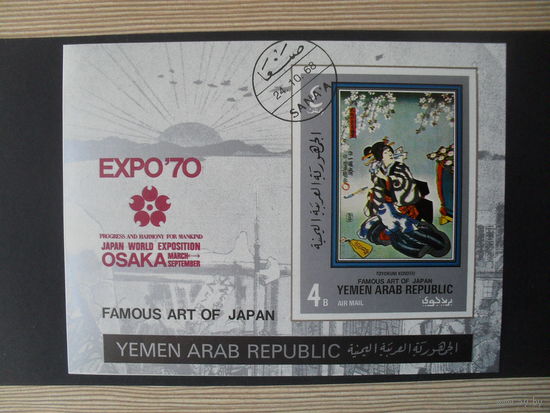 صنعاء
24.10.68
SANA'A
EXPO'70
PROGRESS AND HARMONY FOR MANKIND
JAPAN WORLD EXPOSITION
OSAKA MARCH-SEPTEMBER
FAMOUS ART OF JAPAN
الجمهورية العربية اليمنية
TOYOKUNI
FAMOUS ART OF JAPAN
YEMEN ARAB REPUBLIC
4 B
AIR MAIL
بريد جوي
YEMEN ARAB REPUBLIC الجمهورية العربية اليمنية